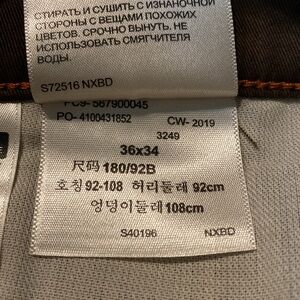 СТИРАТЬ И СУШИТЬ С ИЗНАНОЧНОЙ
СТОРОНЫ С ВЕЩАМИ ПОХОЖИХ
ЦВЕТОВ. СРОЧНО ВЫНУТЬ. НЕ
ИСПОЛЬЗОВАТЬ СМЯГЧИТЕЛЯ
ВОДЫ.
S72516 NXBD
PC9- 587900045
PO- 4100431852 CW- 2019
3249
36x34
尺码 180/92B
호칭 92-108 허리둘레 92cm
엉덩이둘레 108cm
S40196 NXBD